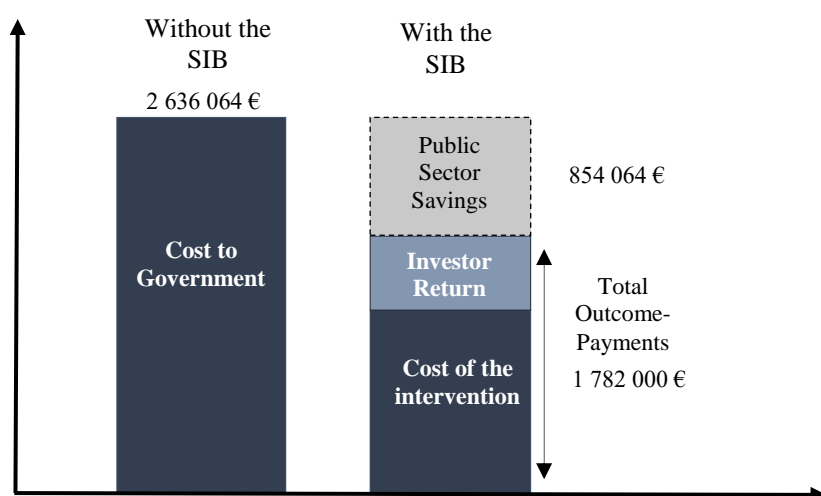 Without the
SIB
2 636 064 €
Cost to
Government
With the
SIB
Public
Sector
Savings
854 064 €
Investor
Return
Cost of the
intervention
Total
Outcome-
Payments
1 782 000 €